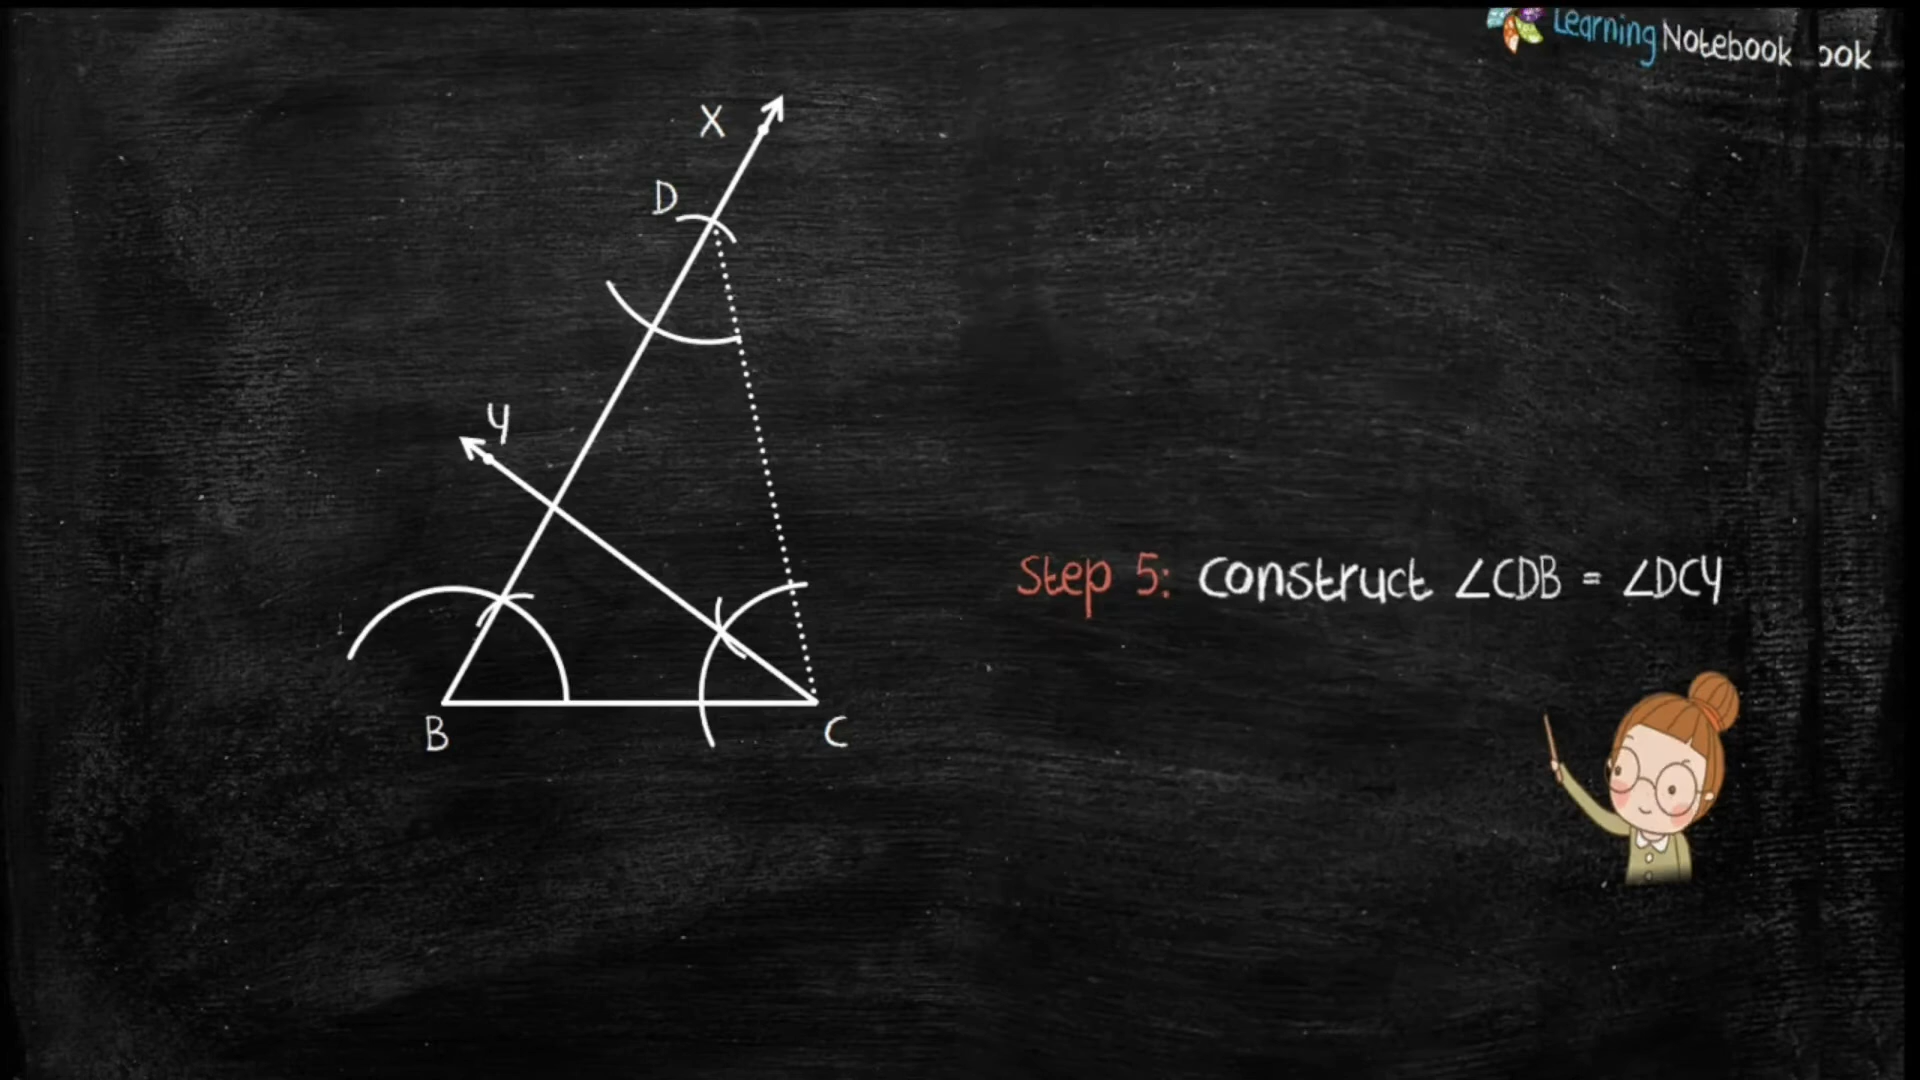 Learning Notebook ook
X
D
Y
Step 5: Construct ∠CDB = ∠DCY
B
C